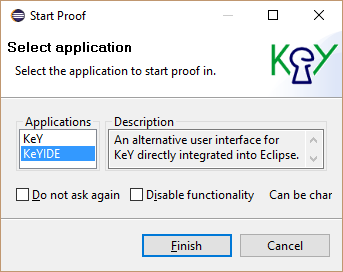 Start Proof
Select application
Select the application to start proof in.
KeY
Applications
KeY
KeYIDE
Description
An alternative user interface for
KeY directly integrated into Eclipse.
Do not ask again
Disable functionality
Can be char
Finish
Cancel